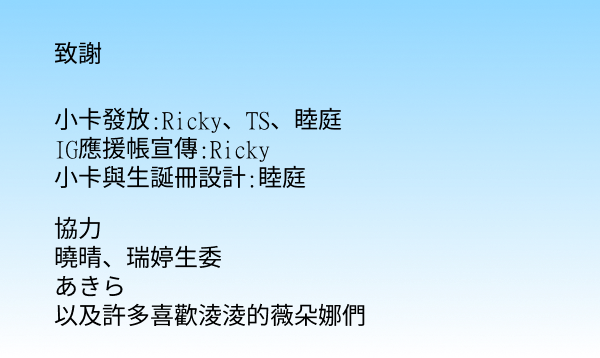 致謝
小卡發放:Ricky、TS、睦庭
IG應援帳宣傳:Ricky
小卡與生誕冊設計:睦庭
協力
曉晴、瑞婷生委
あきら
以及許多喜歡淩淩的薇朵娜們